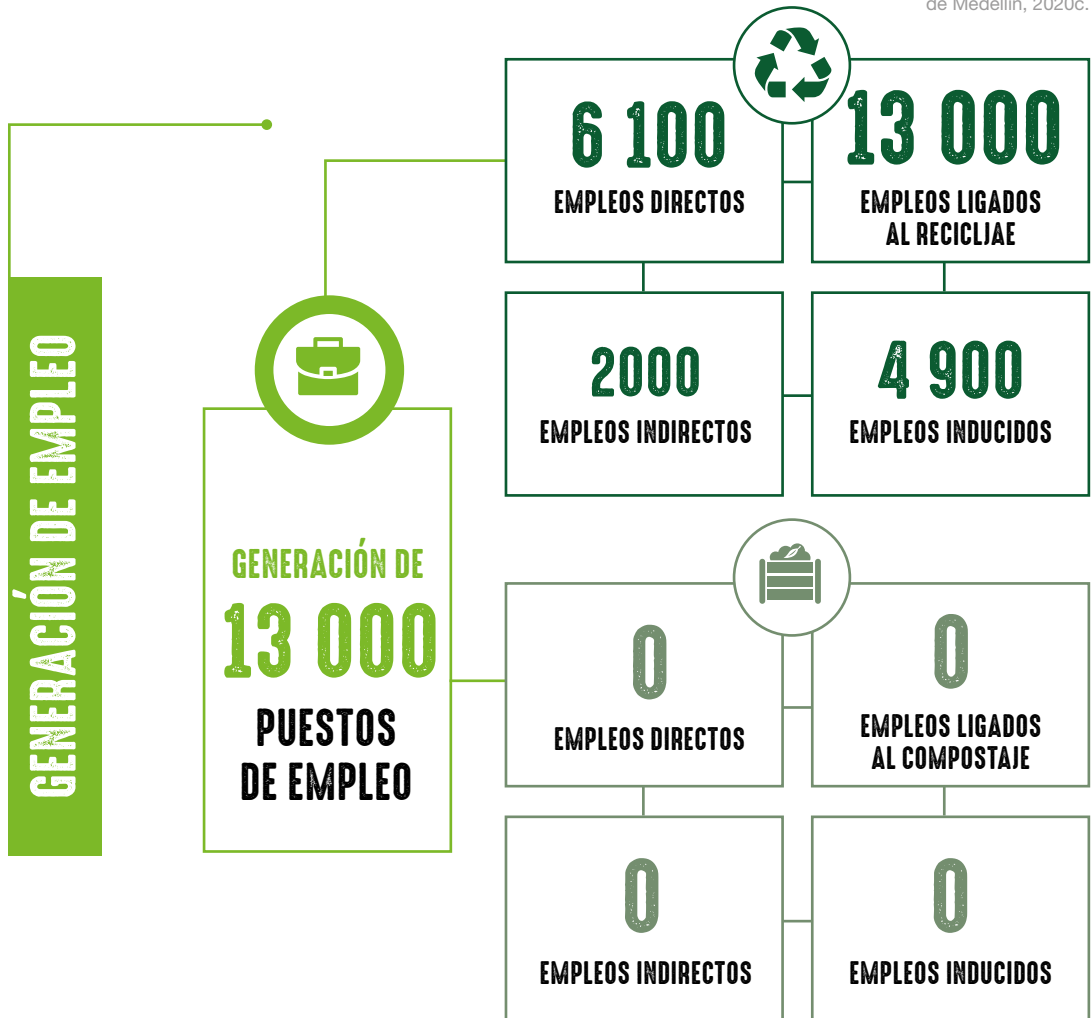 de Medellín, 2020c.
GENERACIÓN DE EMPLEO
GENERACIÓN DE
13 000
PUESTOS
DE EMPLEO
6 100
EMPLEOS DIRECTOS
13 000
EMPLEOS LIGADOS
AL RECICLJAE
2000
EMPLEOS INDIRECTOS
4 900
EMPLEOS INDUCIDOS
0
EMPLEOS DIRECTOS
0
EMPLEOS LIGADOS
AL COMPOSTAJE
0
EMPLEOS INDIRECTOS
0
EMPLEOS INDUCIDOS